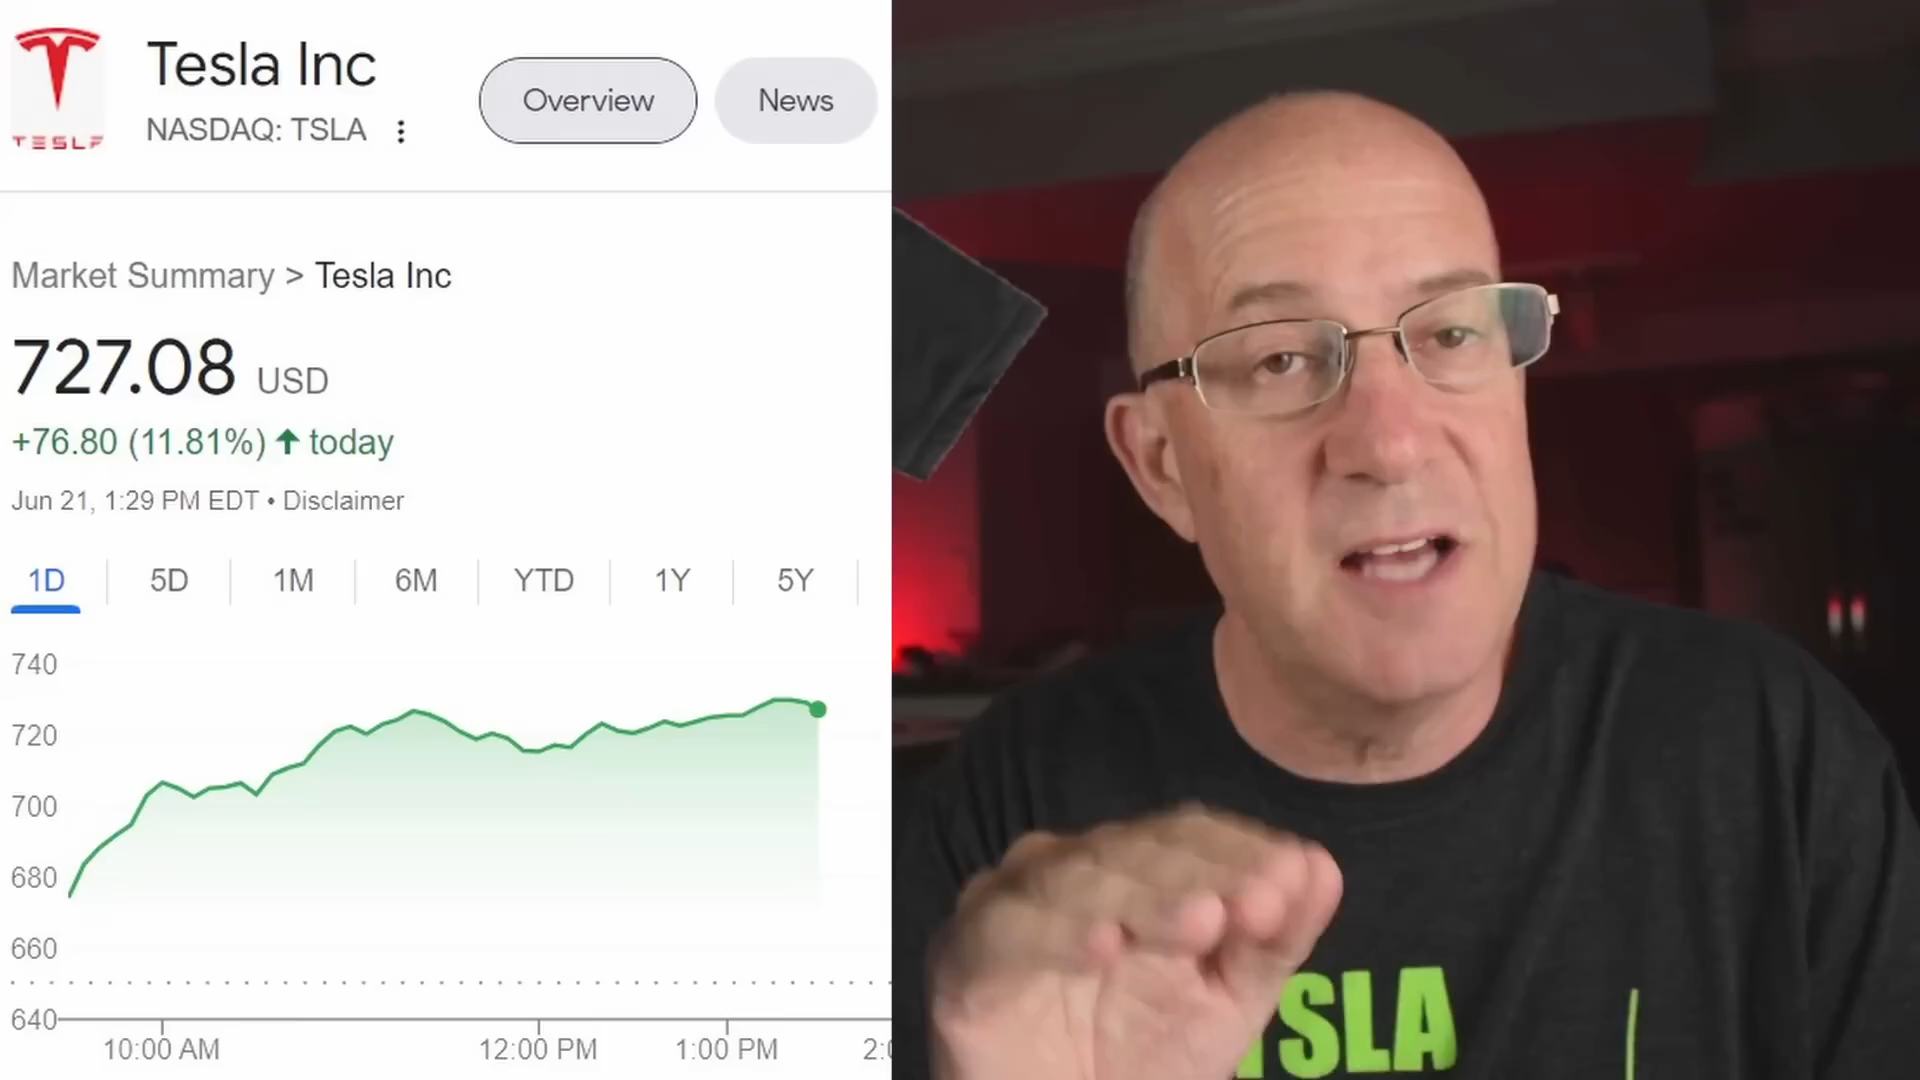 TESLA
Tesla Inc
NASDAQ: TSLA
Overview
News
Market Summary > Tesla Inc
727.08 USD
+76.80 (11.81%) ↑ today
Jun 21, 1:29 PM EDT • Disclaimer
1D 5D 1M 6M YTD 1Y 5Y
740
720
700
680
660
640
10:00 AM 12:00 PM 1:00 PM
TSLA